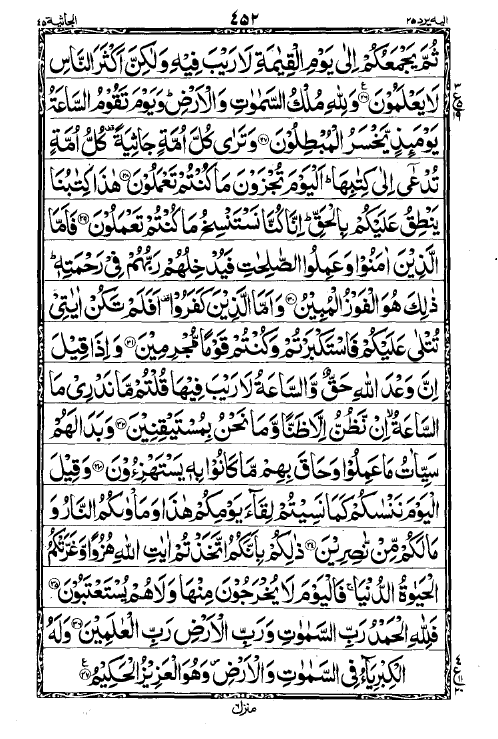 الجاثية ٤٥
٤٥٢
اليه يرد ٢٥
ثُمَّ يَجْمَعُكُمْ اِلٰى يَوْمِ الْقِيٰمَةِ لَا رَيْبَ فِيْهِ وَلٰكِنَّ اَكْثَرَ النَّاسِ
لَا يَعْلَمُوْنَ ۟ وَلِلّٰهِ مُلْكُ السَّمٰوٰتِ وَالْاَرْضِ ؕ وَيَوْمَ تَقُوْمُ السَّاعَةُ
يَوْمَىِٕذٍ يَّخْسَرُ الْمُبْطِلُوْنَ ۟ وَتَرٰى كُلَّ اُمَّةٍ جَاثِيَةً ۫ كُلُّ اُمَّةٍ
تُدْعٰۤى اِلٰى كِتٰبِهَا ؕ اَلْيَوْمَ تُجْزَوْنَ مَا كُنْتُمْ تَعْمَلُوْنَ ۟ هٰذَا كِتٰبُنَا
يَنْطِقُ عَلَيْكُمْ بِالْحَقِّ ؕ اِنَّا كُنَّا نَسْتَنْسِخُ مَا كُنْتُمْ تَعْمَلُوْنَ ۟ فَاَمَّا
الَّذِيْنَ اٰمَنُوْا وَعَمِلُوا الصّٰلِحٰتِ فَيُدْخِلُهُمْ رَبُّهُمْ فِيْ رَحْمَتِهٖ ؕ
ذٰلِكَ هُوَ الْفَوْزُ الْمُبِيْنُ ۟ وَاَمَّا الَّذِيْنَ كَفَرُوْا ۫ اَفَلَمْ تَكُنْ اٰيٰتِيْ
تُتْلٰى عَلَيْكُمْ فَاسْتَكْبَرْتُمْ وَكُنْتُمْ قَوْمًا مُّجْرِمِيْنَ ۟ وَاِذَا قِيْلَ
اِنَّ وَعْدَ اللّٰهِ حَقٌّ وَّالسَّاعَةُ لَا رَيْبَ فِيْهَا قُلْتُمْ مَّا نَدْرِيْ مَا
السَّاعَةُ ۙ اِنْ نَّظُنُّ اِلَّا ظَنًّا وَّمَا نَحْنُ بِمُسْتَيْقِنِيْنَ ۟ وَبَدَا لَهُمْ
سَيِّاٰتُ مَا عَمِلُوْا وَحَاقَ بِهِمْ مَّا كَانُوْا بِهٖ يَسْتَهْزِءُوْنَ ۟ وَقِيْلَ
الْيَوْمَ نَنْسٰىكُمْ كَمَا نَسِيْتُمْ لِقَآءَ يَوْمِكُمْ هٰذَا وَمَاْوٰىكُمُ النَّارُ وَ
مَا لَكُمْ مِّنْ نّٰصِرِيْنَ ۟ ذٰلِكُمْ بِاَنَّكُمُ اتَّخَذْتُمْ اٰيٰتِ اللّٰهِ هُزُوًا وَّغَرَّتْكُمُ
الْحَيٰوةُ الدُّنْيَا ۚ فَالْيَوْمَ لَا يُخْرَجُوْنَ مِنْهَا وَلَا هُمْ يُسْتَعْتَبُوْنَ ۟
فَلِلّٰهِ الْحَمْدُ رَبِّ السَّمٰوٰتِ وَرَبِّ الْاَرْضِ رَبِّ الْعٰلَمِيْنَ ۟ وَلَهُ
الْكِبْرِيَآءُ فِي السَّمٰوٰتِ وَالْاَرْضِ ۪ وَهُوَ الْعَزِيْزُ الْحَكِيْمُ ۟
منزل ٦